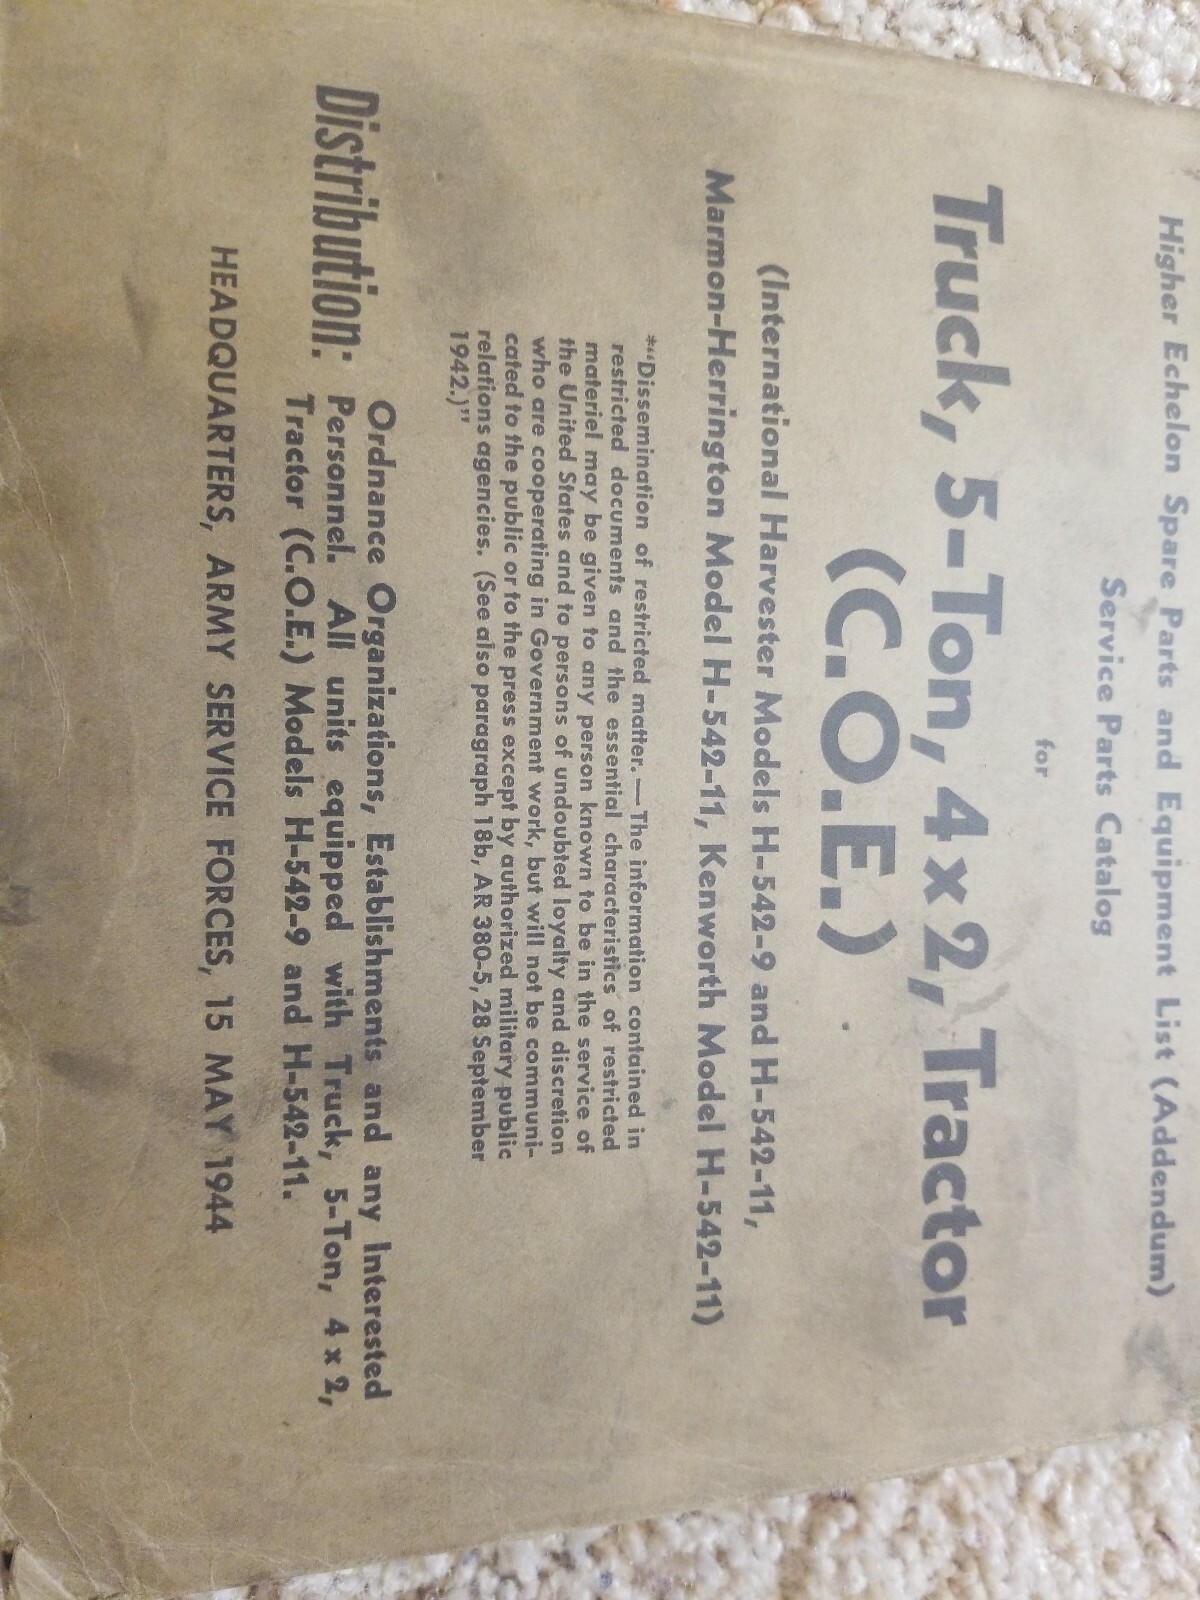 Higher Echelon Spare Parts and Equipment List (Addendum)
Service Parts Catalog
for
Truck, 5-Ton, 4x2, Tractor
(C.O.E.)
(International Harvester Models H-542-9 and H-542-11,
Marmon-Herrington Model H-542-11, Kenworth Model H-542-11)
*"Dissemination of restricted matter. — The information contained in
restricted documents and the essential characteristics of restricted
materiel may be given to any person known to be in the service of
the United States and to persons of undoubted loyalty and discretion
who are cooperating in Government work, but will not be communi-
cated to the public or to the press except by authorized military public
relations agencies. (See also paragraph 18b, AR 380-5, 28 September
1942.)"
Distribution: Ordnance Organizations, Establishments and any Interested
Personnel. All units equipped with Truck, 5-Ton, 4 x 2,
Tractor (C.O.E.) Models H-542-9 and H-542-11.
HEADQUARTERS, ARMY SERVICE FORCES, 15 MAY 1944